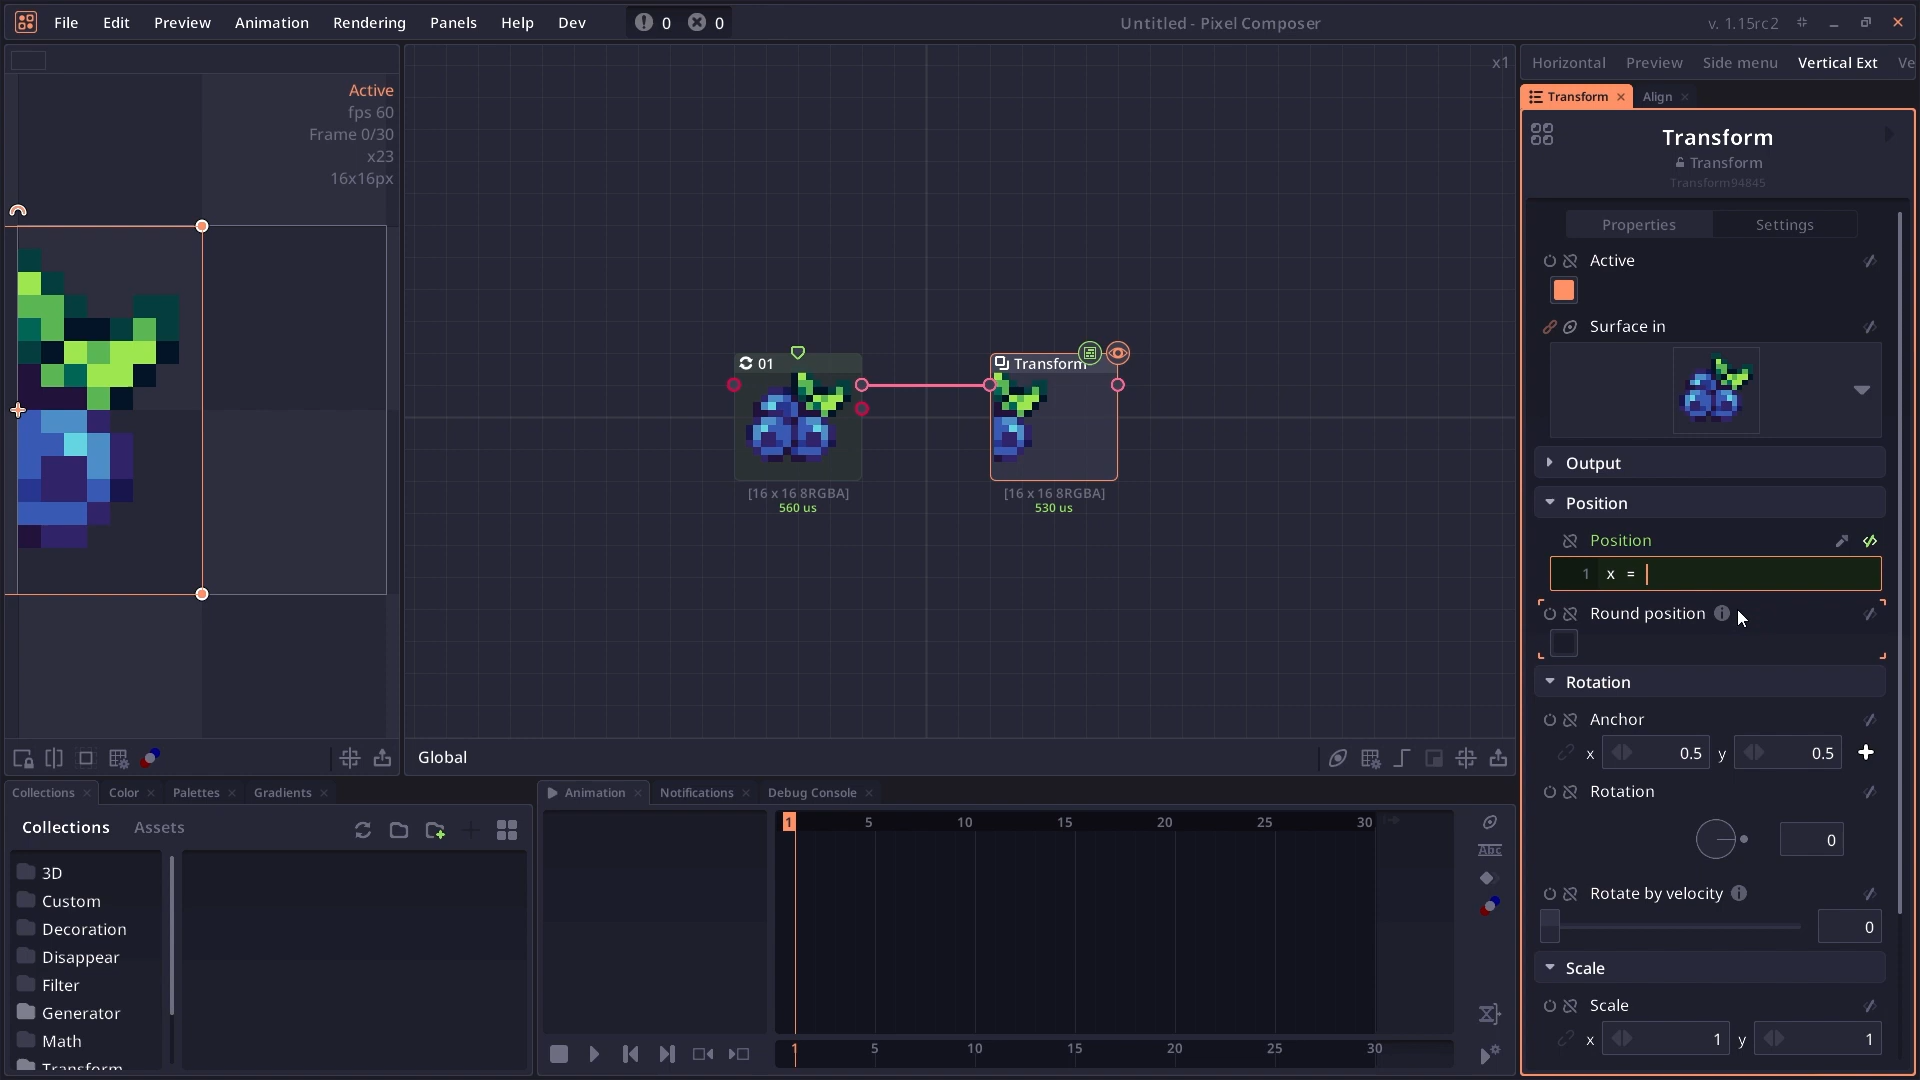 File Edit Preview Animation Rendering Panels Help Dev 0 0 Untitled - Pixel Composer v. 1.15rc2
Active
fps 60
Frame 0/30
x23
16x16px
x1
01
[16 x 16 8RGBA]
560 us
Transform
[16 x 16 8RGBA]
530 us
Global
Horizontal Preview Side menu Vertical Ext Ve
Transform Align
Transform
Transform
Transform94845
Properties Settings
Active
Surface in
Output
Position
Position
1 x =
Round position
Rotation
Anchor
x 0.5 y 0.5
Rotation
0
Rotate by velocity
0
Scale
Scale
x 1 y 1
Collections Color Palettes Gradients
Collections Assets
3D
Custom
Decoration
Disappear
Filter
Generator
Math
Transform
Animation Notifications Debug Console
1 5 10 15 20 25 30
Abc
1 5 10 15 20 25 30